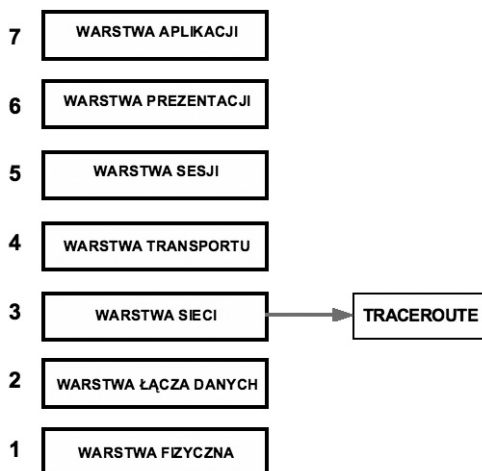 7 WARSTWA APLIKACJI
6 WARSTWA PREZENTACJI
5 WARSTWA SESJI
4 WARSTWA TRANSPORTU
3 WARSTWA SIECI TRACEROUTE
2 WARSTWA ŁĄCZA DANYCH
1 WARSTWA FIZYCZNA